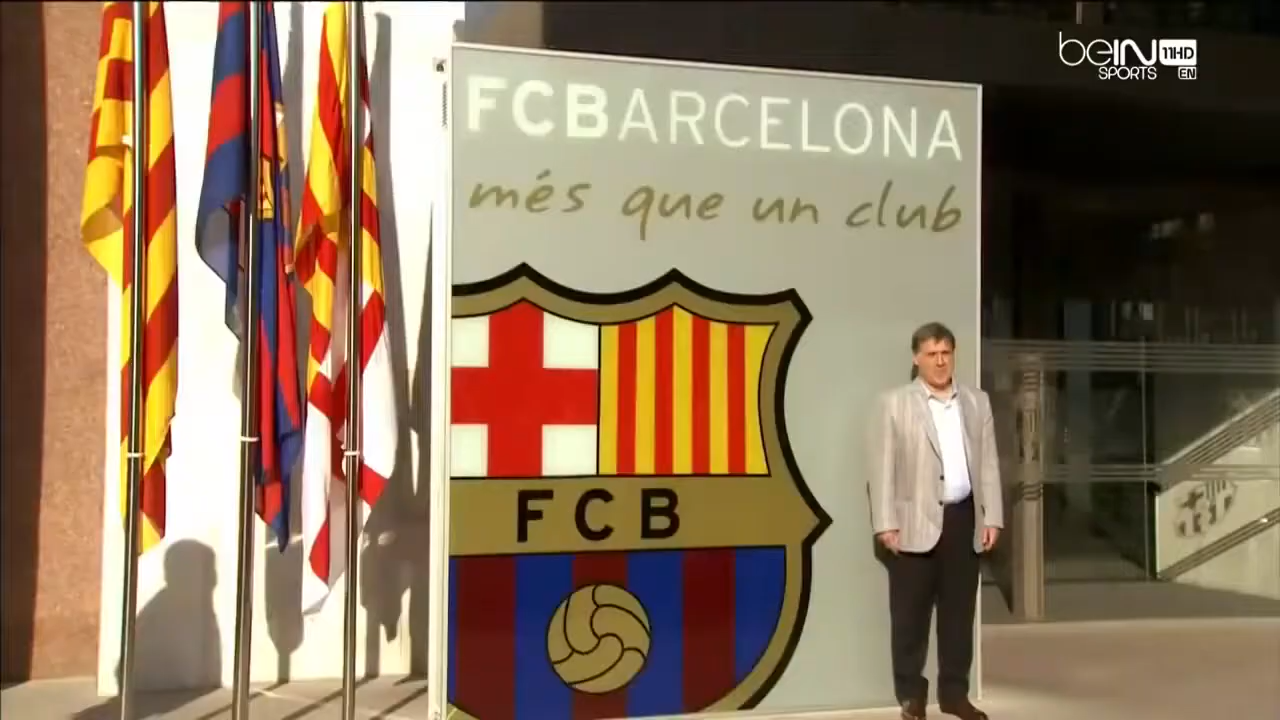 FCBARCELONA
més que un club
FCB
beIN 11HD
SPORTS EN